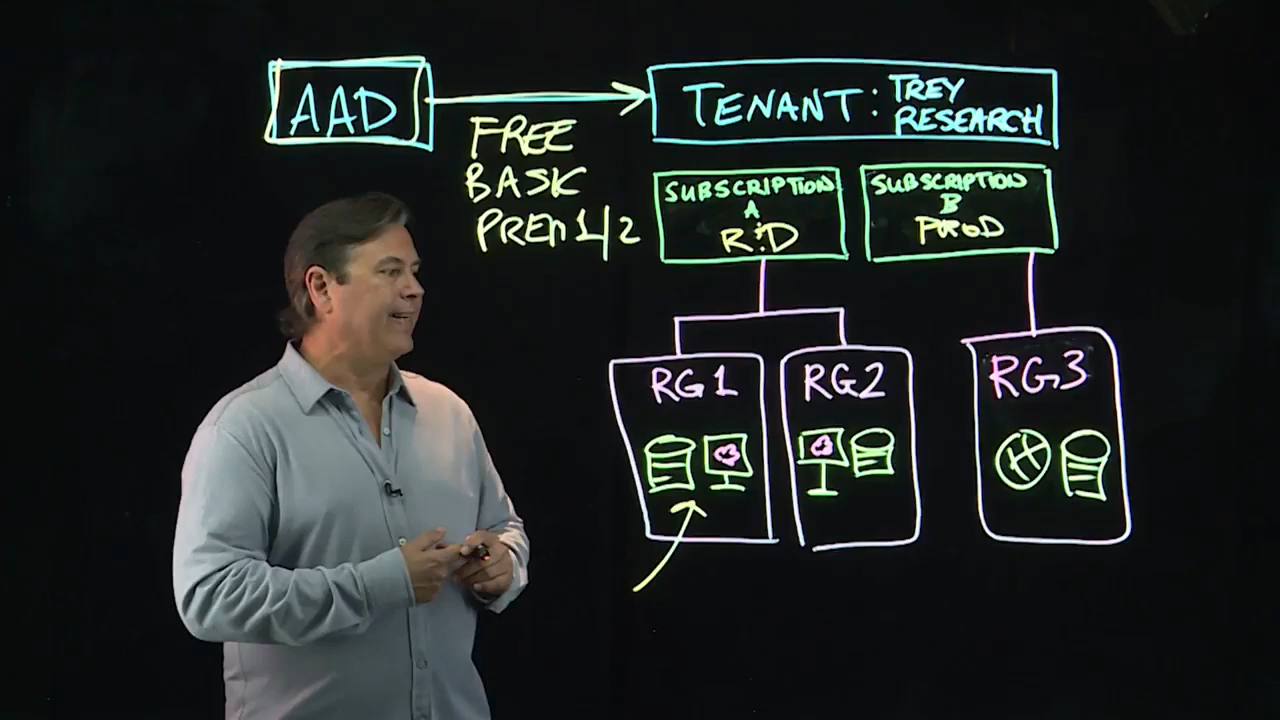 AAD
TENANT: TREY
RESEARCH
FREE
BASIC
PREM 1/2
SUBSCRIPTION
A
R&D
SUBSCRIPTION
B
PROD
RG1
RG2
RG3